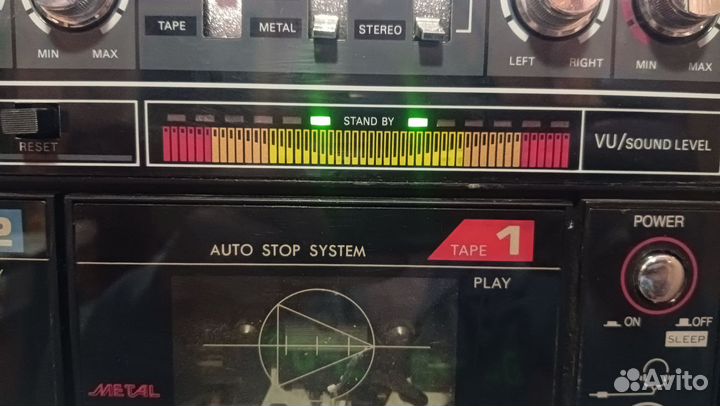 TAPE METAL STEREO
MIN MAX LEFT RIGHT MIN MAX
STAND BY
RESET
VU/SOUND LEVEL
2
POWER
AUTO STOP SYSTEM
TAPE 1
PLAY
ON OFF
SLEEP
METAL
Avito